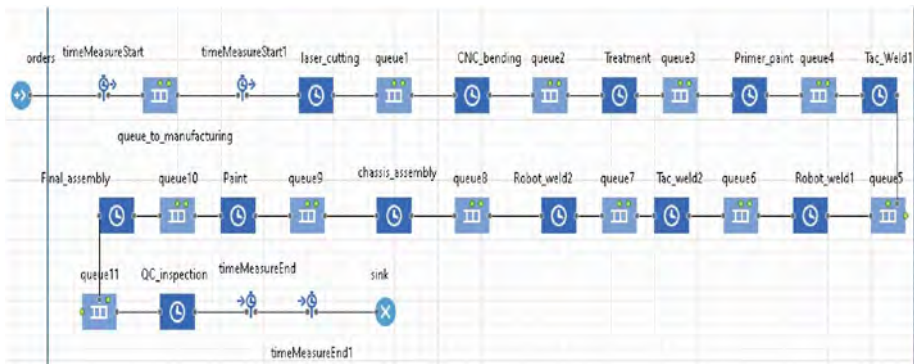 orders
timeMeasureStart
timeMeasureStart1
laser_cutting
queue1
CNC_bending
queue2
Treatment
queue3
Primer_paint
queue4
Tac_Weld1
queue_to_manufacturing
Final_assembly
queue10
Paint
queue9
chassis_assembly
queue8
Robot_weld2
queue7
Tac_weld2
queue6
Robot_weld1
queue5
queue11
QC_inspection
timeMeasureEnd
sink
timeMeasureEnd1